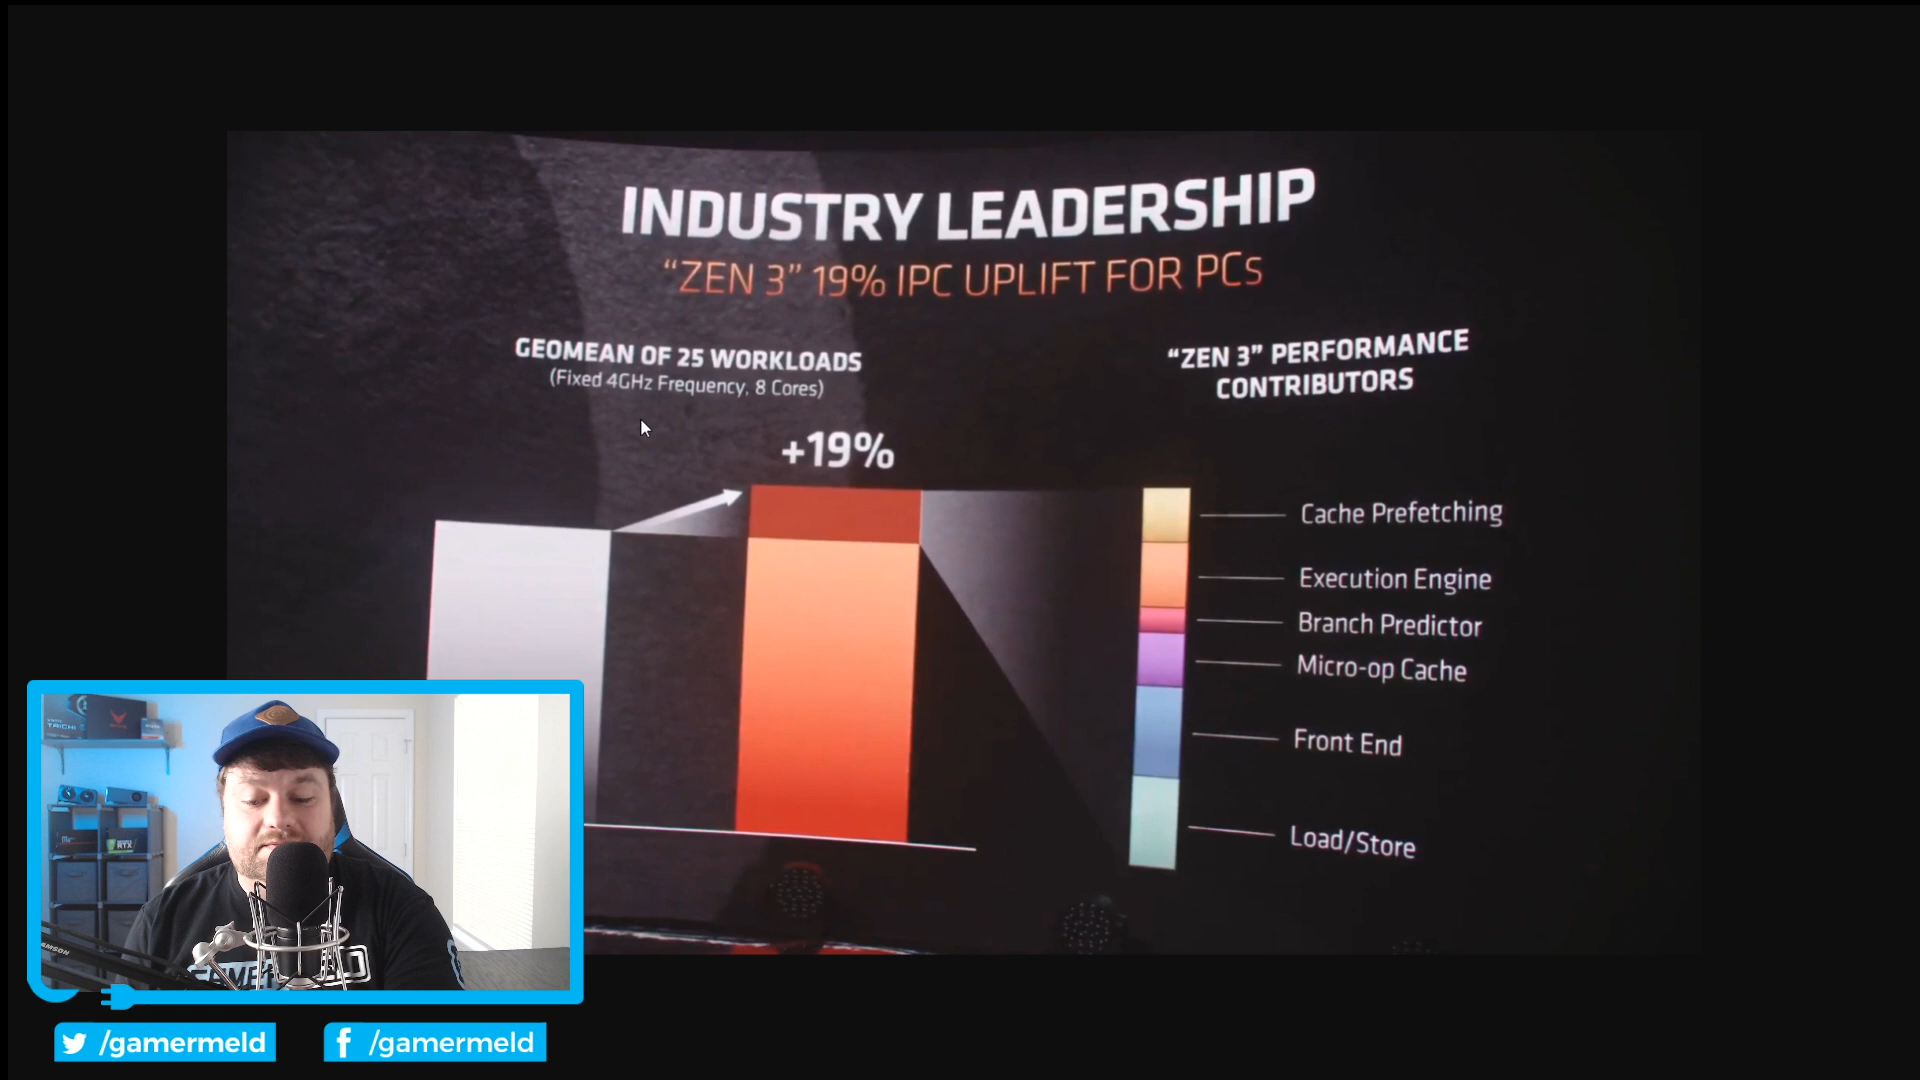 INDUSTRY LEADERSHIP
“ZEN 3” 19% IPC UPLIFT FOR PCs
GEOMEAN OF 25 WORKLOADS
(Fixed 4GHz Frequency, 8 Cores)
+19%
“ZEN 3” PERFORMANCE
CONTRIBUTORS
Cache Prefetching
Execution Engine
Branch Predictor
Micro-op Cache
Front End
Load/Store
RTX
/gamermeld
/gamermeld